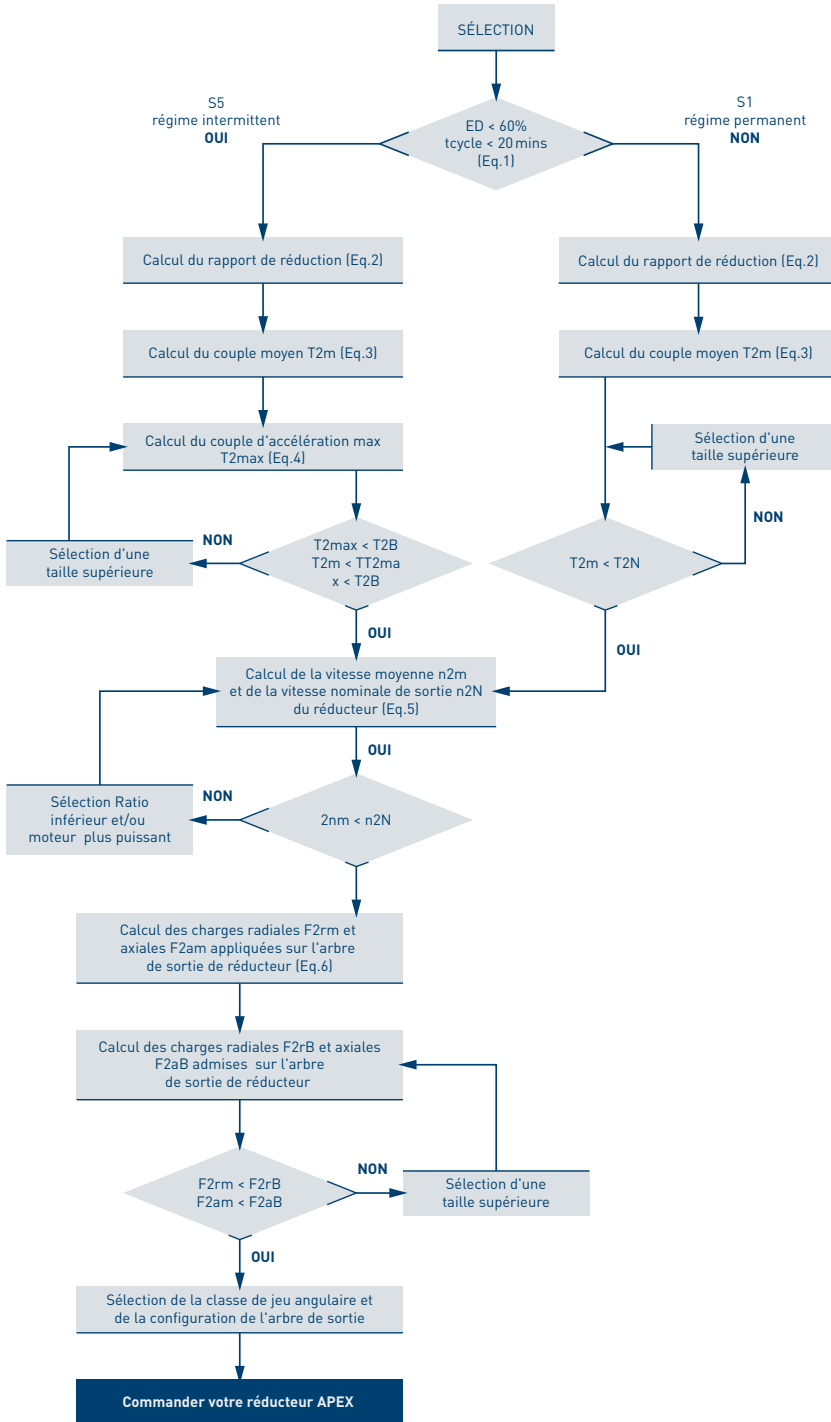 SÉLECTION
S5
régime intermittent
OUI
ED < 60%
tcycle < 20 mins
(Eq.1)
S1
régime permanent
NON
Calcul du rapport de réduction (Eq.2)
Calcul du rapport de réduction (Eq.2)
Calcul du couple moyen T2m (Eq.3)
Calcul du couple moyen T2m (Eq.3)
Calcul du couple d'accélération max
T2max (Eq.4)
Sélection d'une
taille supérieure
NON
Sélection d'une
taille supérieure
NON
T2max < T2B
T2m < TT2ma
x < T2B
T2m < T2N
OUI
OUI
Calcul de la vitesse moyenne n2m
et de la vitesse nominale de sortie n2N
du réducteur (Eq.5)
OUI
Sélection Ratio
inférieur et/ou
moteur plus puissant
NON
2nm < n2N
Calcul des charges radiales F2rm et
axiales F2am appliquées sur l'arbre
de sortie de réducteur (Eq.6)
Calcul des charges radiales F2rB et axiales
F2aB admises sur l'arbre
de sortie de réducteur
F2rm < F2rB
F2am < F2aB
NON
Sélection d'une
taille supérieure
OUI
Sélection de la classe de jeu angulaire et
de la configuration de l'arbre de sortie
Commander votre réducteur APEX